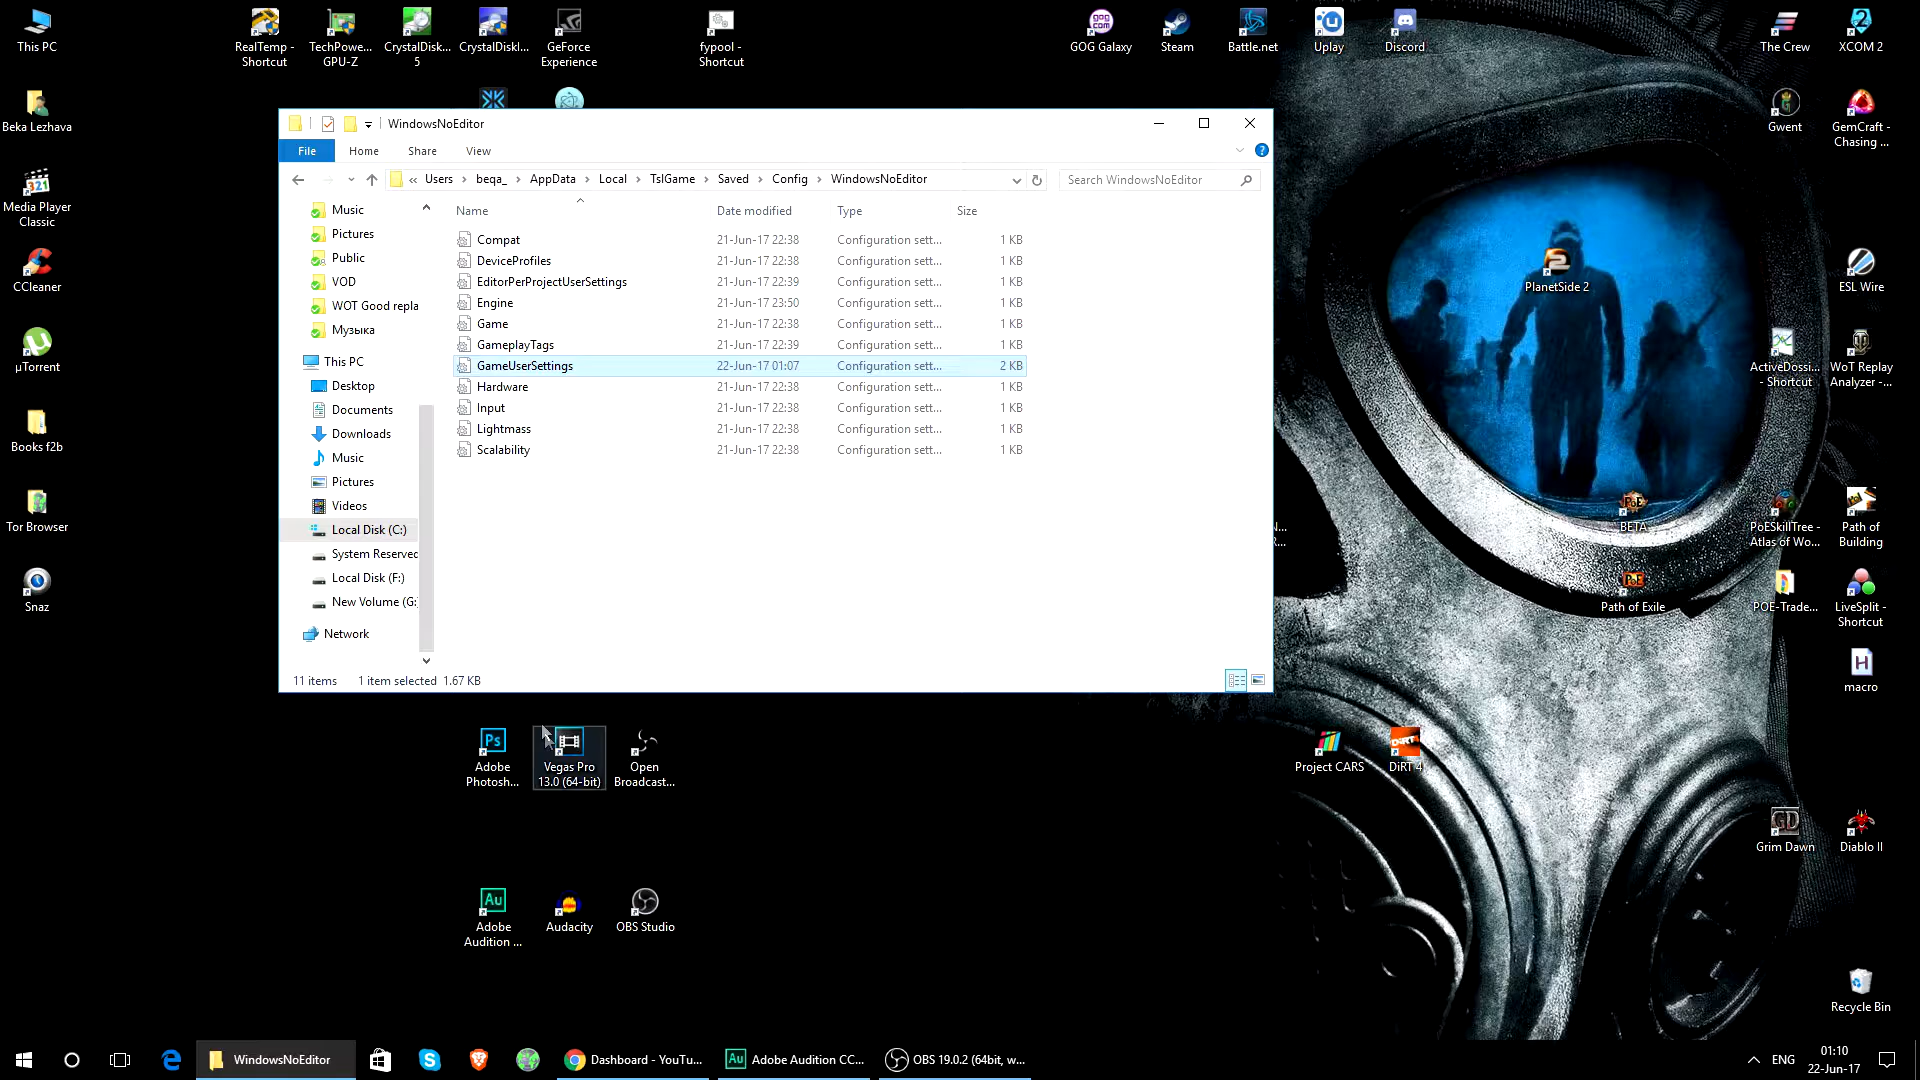 This PC
RealTemp -
Shortcut
TechPowe...
GPU-Z
CrystalDisk...
5
CrystalDiskI...
GeForce
Experience
fypool -
Shortcut
GOG Galaxy
Steam
Battle.net
Uplay
Discord
The Crew
XCOM 2
Beka Lezhava
Gwent
GemCraft -
Chasing ...
Media Player
Classic
CCleaner
µTorrent
Books f2b
Tor Browser
Snaz
WindowsNoEditor
File
Home
Share
View
« Users > beqa_ > AppData > Local > TslGame > Saved > Config > WindowsNoEditor
Search WindowsNoEditor
Music
Pictures
Public
VOD
WOT Good repla
Музыка
This PC
Desktop
Documents
Downloads
Music
Pictures
Videos
Local Disk (C:)
System Reserved
Local Disk (F:)
New Volume (G:
Network
Name Date modified Type Size
Compat 21-Jun-17 22:38 Configuration sett... 1 KB
DeviceProfiles 21-Jun-17 22:38 Configuration sett... 1 KB
EditorPerProjectUserSettings 21-Jun-17 22:39 Configuration sett... 1 KB
Engine 21-Jun-17 23:50 Configuration sett... 1 KB
Game 21-Jun-17 22:38 Configuration sett... 1 KB
GameplayTags 21-Jun-17 22:39 Configuration sett... 1 KB
GameUserSettings 22-Jun-17 01:07 Configuration sett... 2 KB
Hardware 21-Jun-17 22:38 Configuration sett... 1 KB
Input 21-Jun-17 22:38 Configuration sett... 1 KB
Lightmass 21-Jun-17 22:38 Configuration sett... 1 KB
Scalability 21-Jun-17 22:38 Configuration sett... 1 KB
11 items 1 item selected 1.67 KB
PlanetSide 2
ESL Wire
ActiveDossi...
- Shortcut
WoT Replay
Analyzer -...
N...
R...
BETA
PoESkillTree -
Atlas of Wo...
Path of
Building
Path of Exile
POE-Trade...
LiveSplit -
Shortcut
macro
Adobe
Photosh...
Vegas Pro
13.0 (64-bit)
Open
Broadcast...
Project CARS
DiRT 4
Grim Dawn
Diablo II
Adobe
Audition ...
Audacity
OBS Studio
Recycle Bin
WindowsNoEditor
Dashboard - YouTu...
Adobe Audition CC...
OBS 19.0.2 (64bit, w...
ENG
01:10
22-Jun-17